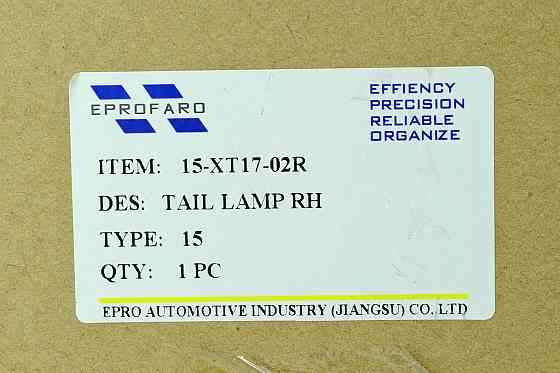 EPROFARO
EFFIENCY
PRECISION
RELIABLE
ORGANIZE
ITEM: 15-XT17-02R
DES: TAIL LAMP RH
TYPE: 15
QTY: 1 PC
EPRO AUTOMOTIVE INDUSTRY (JIANGSU) CO. LTD